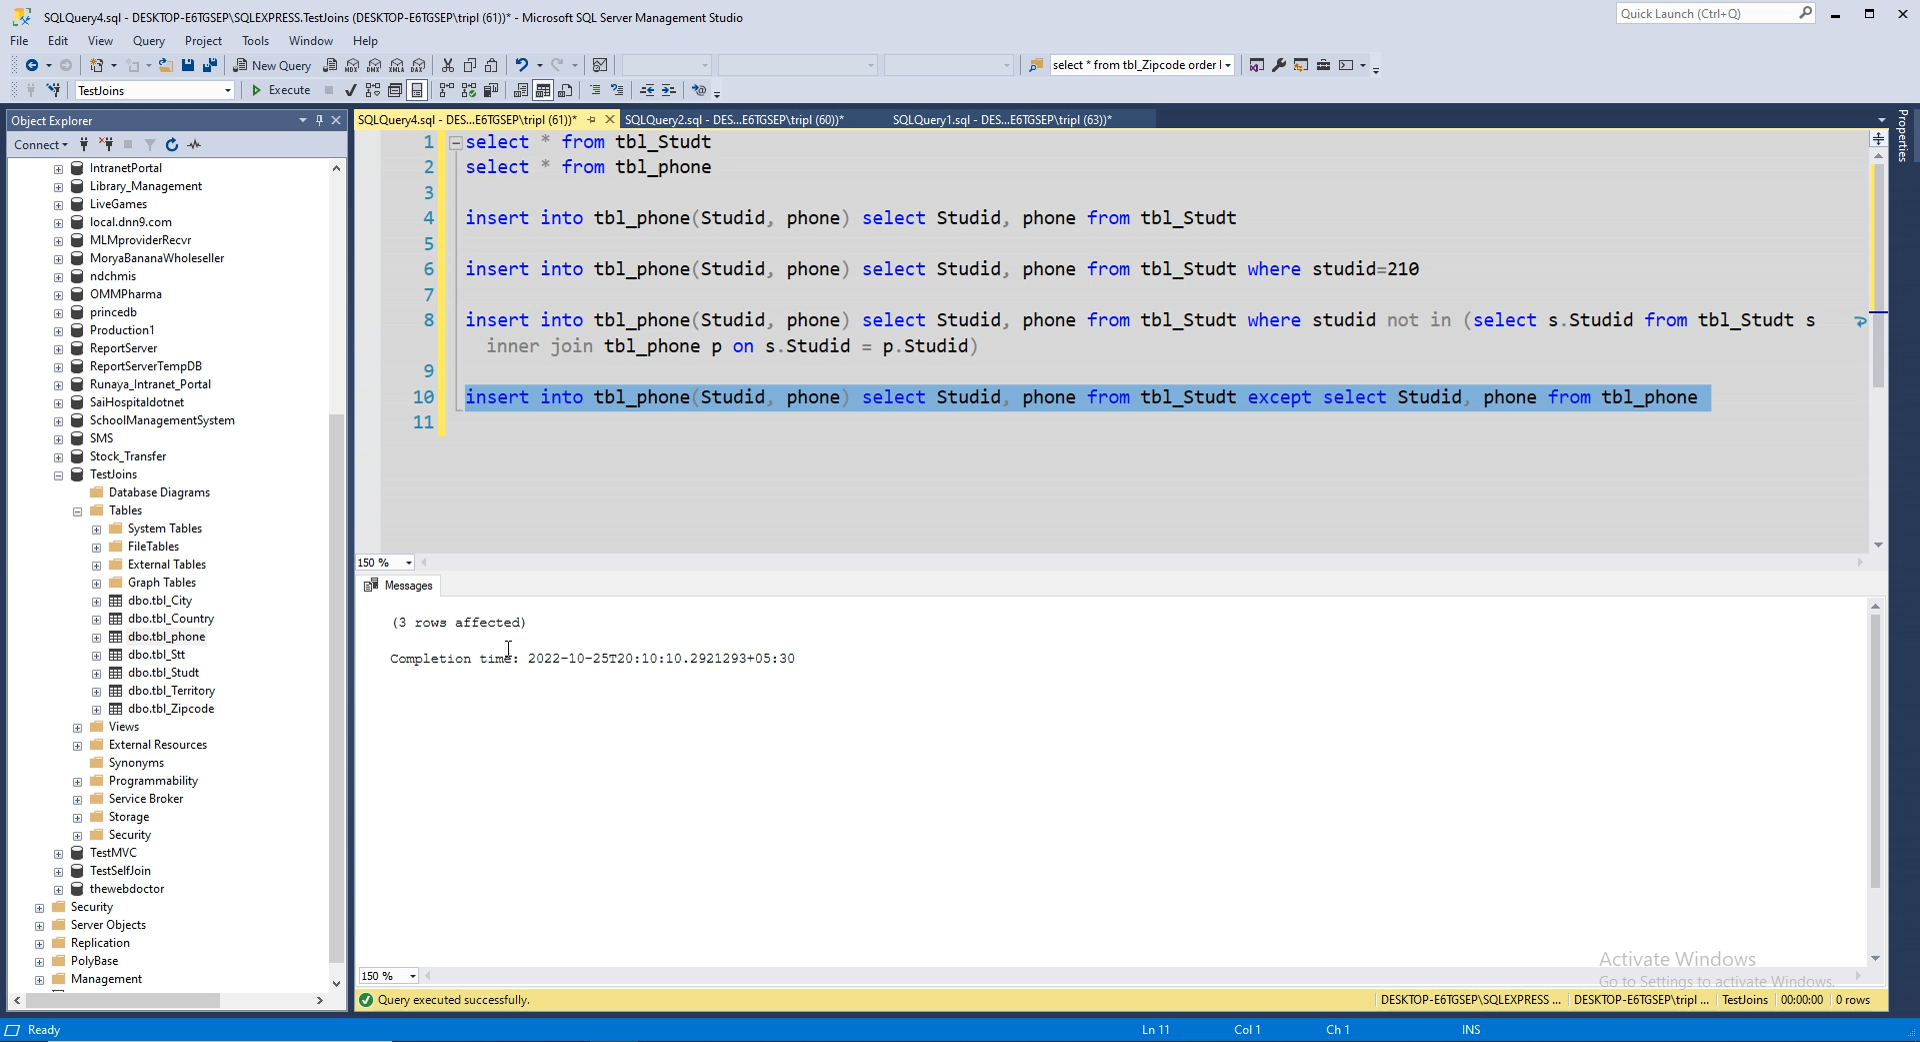 SQLQuery4.sql - DESKTOP-E6TGSEP\SQLEXPRESS.TestJoins (DESKTOP-E6TGSEP\tripl (61))* - Microsoft SQL Server Management Studio
Quick Launch (Ctrl+Q)
File Edit View Query Project Tools Window Help
New Query
MDX DMX XMLA DAX
select * from tbl_Zipcode order l
TestJoins
Execute
Object Explorer
Connect
IntranetPortal
Library_Management
LiveGames
local.dnn9.com
MLMproviderRecvr
MoryaBananaWholeseller
ndchmis
OMMPharma
princedb
Production1
ReportServer
ReportServerTempDB
Runaya_Intranet_Portal
SaiHospitaldotnet
SchoolManagementSystem
SMS
Stock_Transfer
TestJoins
Database Diagrams
Tables
System Tables
FileTables
External Tables
Graph Tables
dbo.tbl_City
dbo.tbl_Country
dbo.tbl_phone
dbo.tbl_Stt
dbo.tbl_Studt
dbo.tbl_Territory
dbo.tbl_Zipcode
Views
External Resources
Synonyms
Programmability
Service Broker
Storage
Security
TestMVC
TestSelfJoin
thewebdoctor
Security
Server Objects
Replication
PolyBase
Management
SQLQuery4.sql - DES...E6TGSEP\tripl (61))*
SQLQuery2.sql - DES...E6TGSEP\tripl (60))*
SQLQuery1.sql - DES...E6TGSEP\tripl (63))*
Properties
1 select * from tbl_Studt
2 select * from tbl_phone
3
4 insert into tbl_phone(Studid, phone) select Studid, phone from tbl_Studt
5
6 insert into tbl_phone(Studid, phone) select Studid, phone from tbl_Studt where studid=210
7
8 insert into tbl_phone(Studid, phone) select Studid, phone from tbl_Studt where studid not in (select s.Studid from tbl_Studt s
inner join tbl_phone p on s.Studid = p.Studid)
9
10 insert into tbl_phone(Studid, phone) select Studid, phone from tbl_Studt except select Studid, phone from tbl_phone
11
150 %
Messages
(3 rows affected)
Completion time: 2022-10-25T20:10:10.2921293+05:30
Activate Windows
Go to Settings to activate Windows.
150 %
Query executed successfully.
DESKTOP-E6TGSEP\SQLEXPRESS ...
DESKTOP-E6TGSEP\tripl ...
TestJoins
00:00:00
0 rows
Ready
Ln 11
Col 1
Ch 1
INS